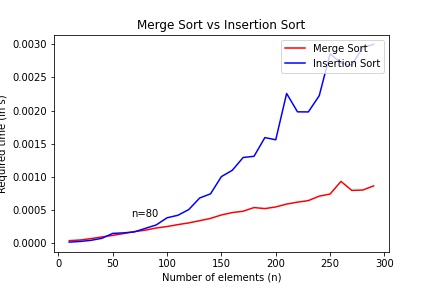 Merge Sort vs Insertion Sort
Merge Sort
Insertion Sort
0.0030
0.0025
0.0020
0.0015
0.0010
0.0005
0.0000
Required time (in s)
n=80
0
50
100
150
200
250
300
Number of elements (n)